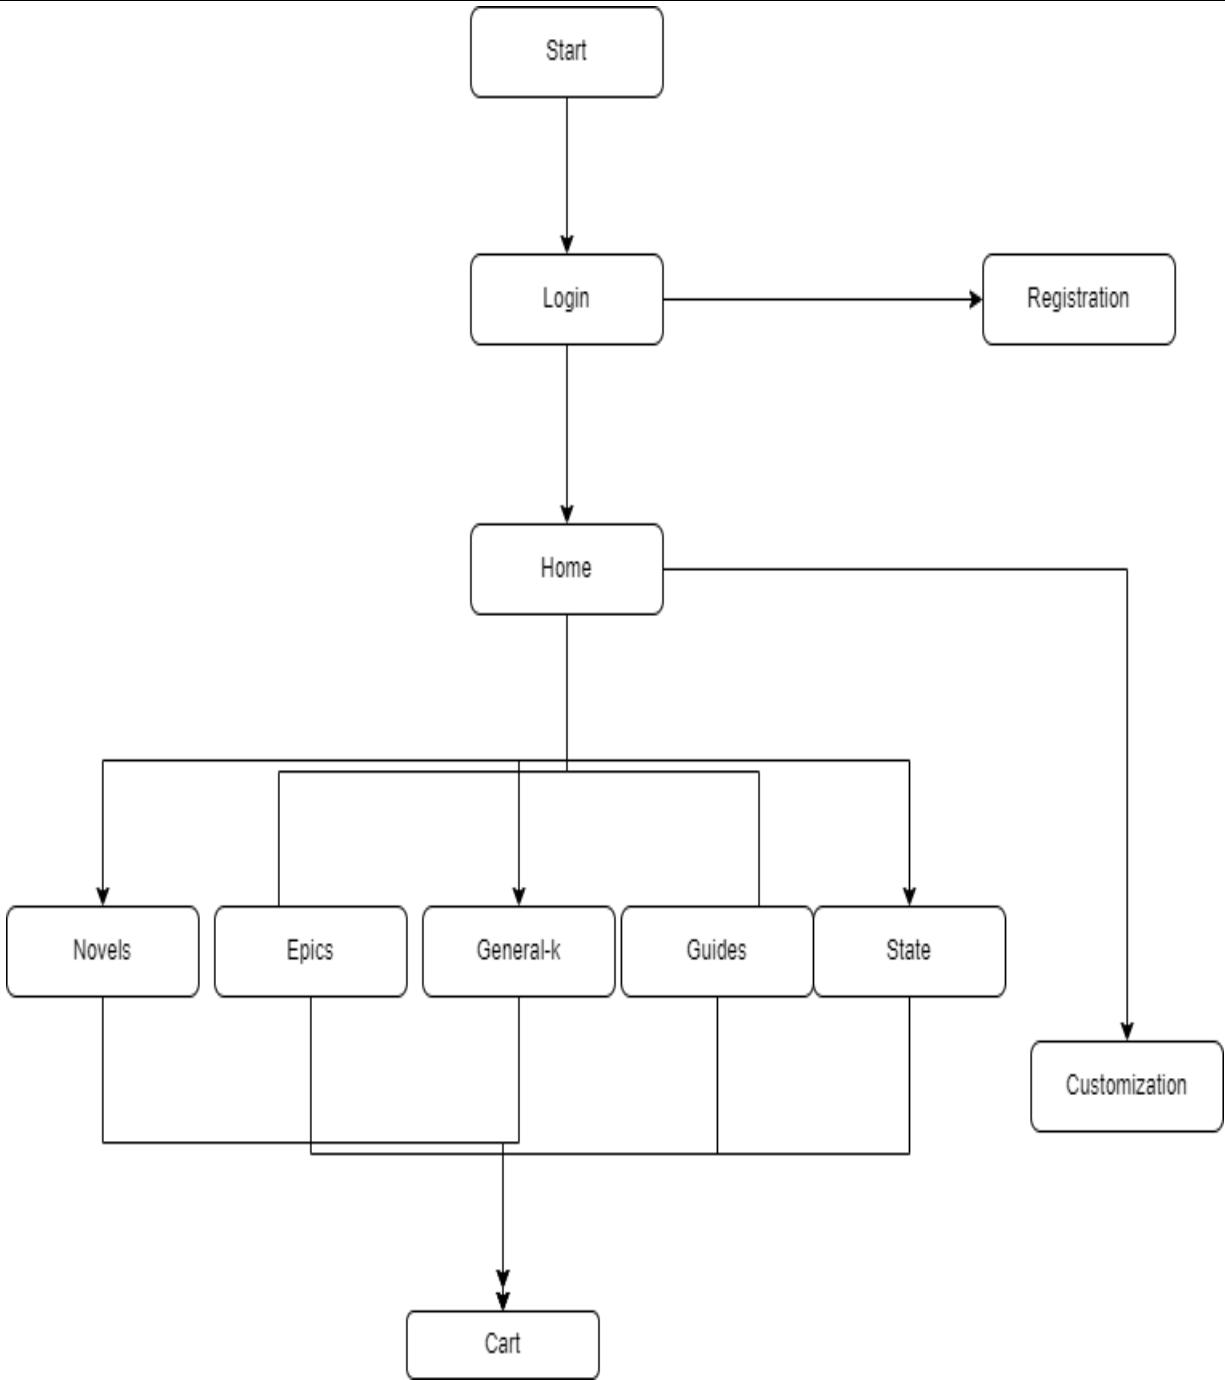 Start
Login
Registration
Home
Novels
Epics
General-k
Guides
State
Customization
Cart